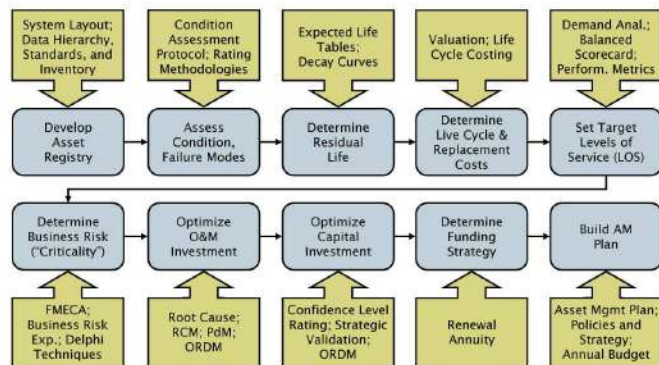 System Layout;
Data Hierarchy,
Standards, and
Inventory
Condition
Assessment
Protocol; Rating
Methodologies
Expected Life
Tables;
Decay Curves
Valuation; Life
Cycle Costing
Demand Anal.;
Balanced
Scorecard;
Perform. Metrics
Develop
Asset
Registry
Assess
Condition,
Failure Modes
Determine
Residual
Life
Determine
Live Cycle &
Replacement
Costs
Set Target
Levels of
Service (LOS)
Determine
Business Risk
("Criticality")
Optimize
O&M
Investment
Optimize
Capital
Investment
Determine
Funding
Strategy
Build AM
Plan
FMECA;
Business Risk
Exp.; Delphi
Techniques
Root Cause;
RCM; PdM;
ORDM
Confidence Level
Rating; Strategic
Validation;
ORDM
Renewal
Annuity
Asset Mgmt Plan;
Policies and
Strategy;
Annual Budget